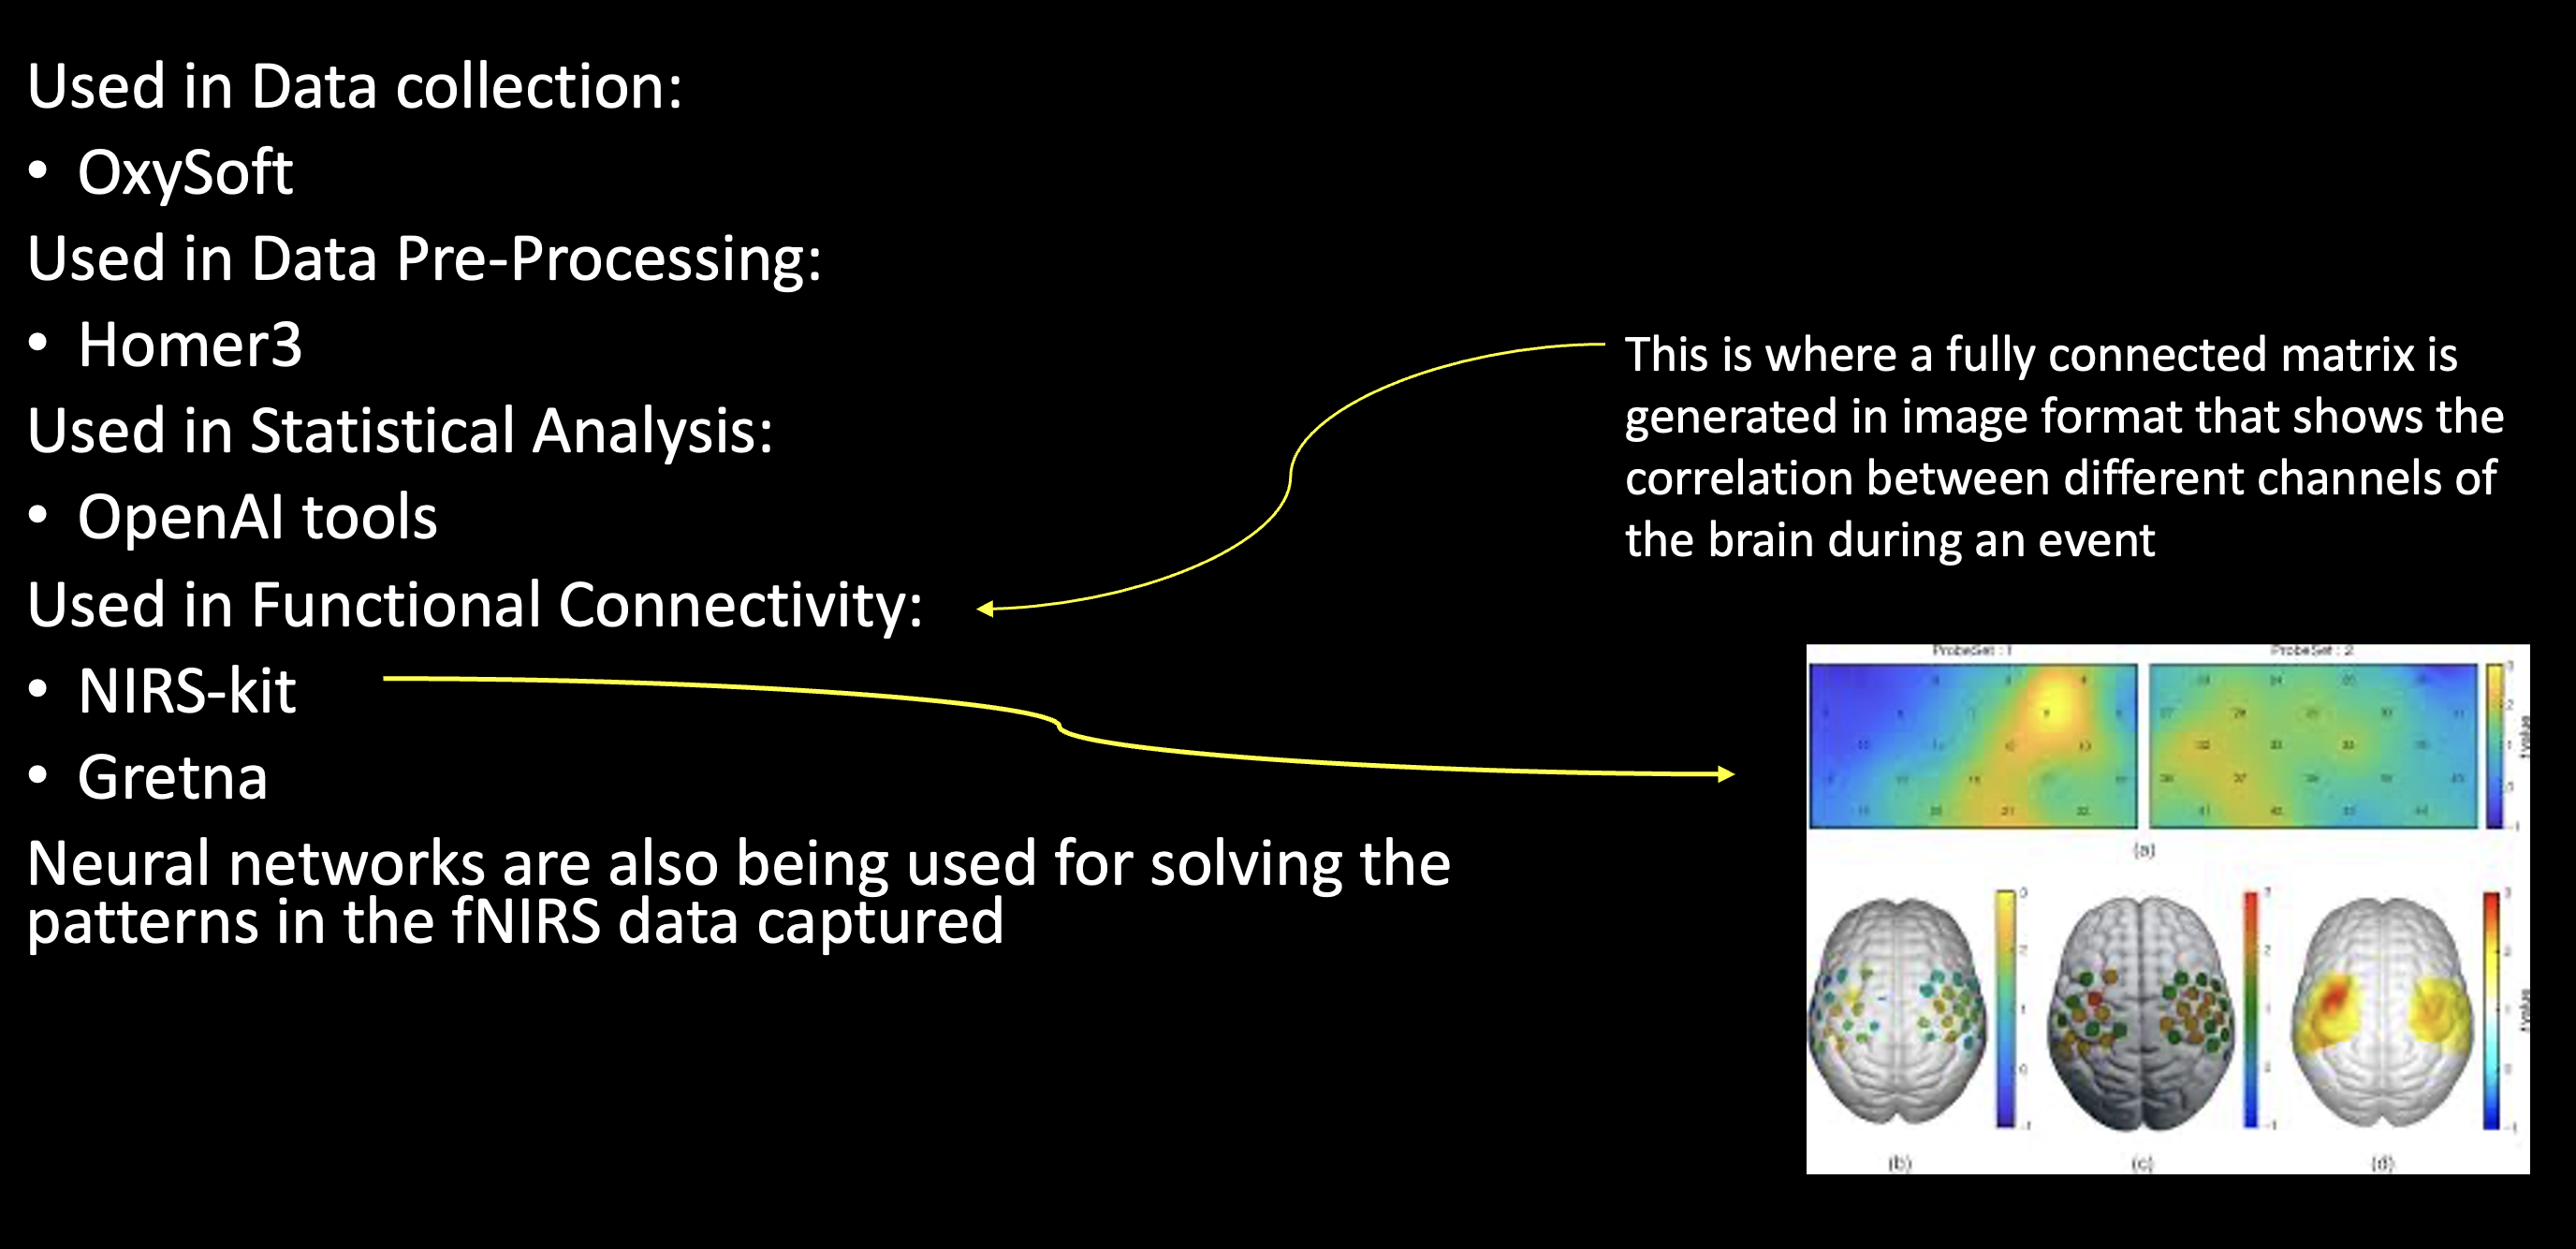 Used in Data collection:
• OxySoft
Used in Data Pre-Processing:
• Homer3
Used in Statistical Analysis:
• OpenAI tools
Used in Functional Connectivity:
• NIRS-kit
• Gretna
Neural networks are also being used for solving the
patterns in the fNIRS data captured
This is where a fully connected matrix is
generated in image format that shows the
correlation between different channels of
the brain during an event
ProbeSet : 1
ProbeSet : 2
(a)
(b)
(c)
(d)